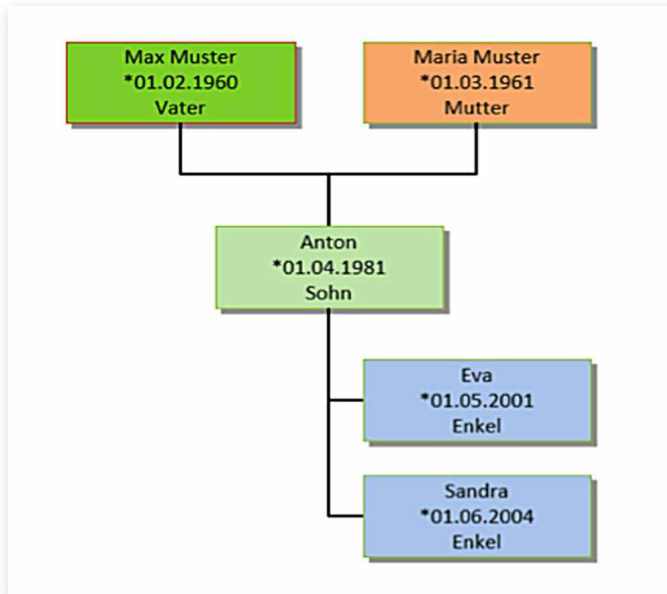 Max Muster
*01.02.1960
Vater
Maria Muster
*01.03.1961
Mutter
Anton
*01.04.1981
Sohn
Eva
*01.05.2001
Enkel
Sandra
*01.06.2004
Enkel